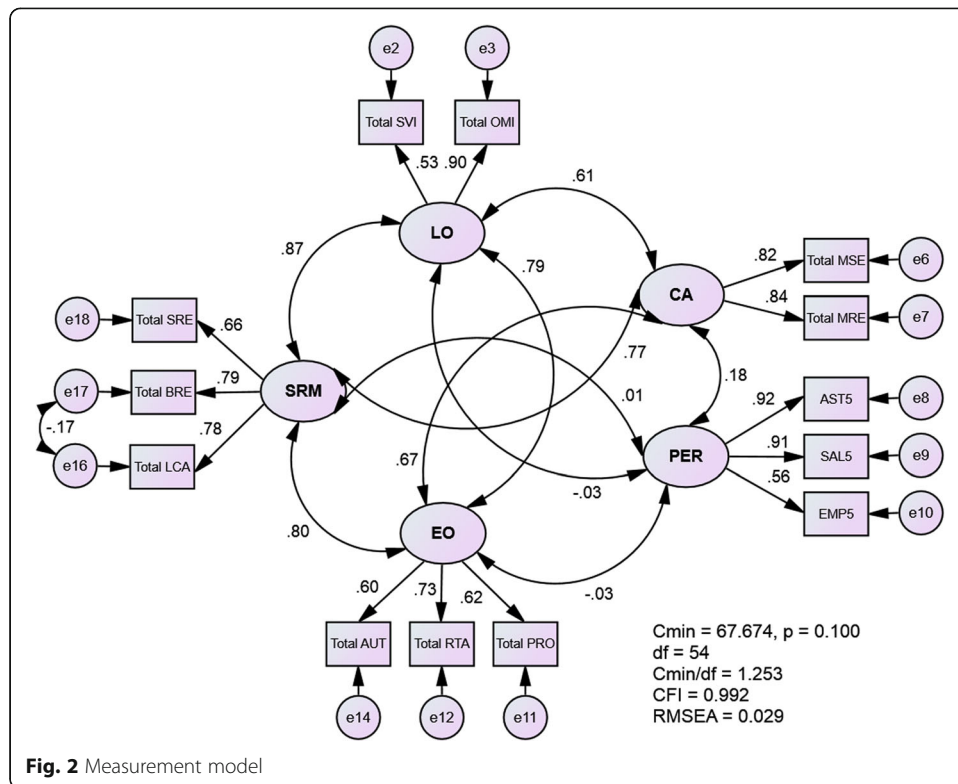 e2
e3
Total SVI
Total OMI
.53
.90
.61
LO
.87
.79
CA
.82
Total MSE
e6
.84
Total MRE
e7
e18
Total SRE
.66
.77
.18
e17
Total BRE
.79
SRM
.01
.92
AST5
e8
-.17
.78
PER
.91
SAL5
e9
e16
Total LCA
.67
-.03
.56
EMP5
e10
.80
EO
-.03
.60
.73
.62
Total AUT
Total RTA
Total PRO
e14
e12
e11
Cmin = 67.674, p = 0.100
df = 54
Cmin/df = 1.253
CFI = 0.992
RMSEA = 0.029
Fig. 2 Measurement model